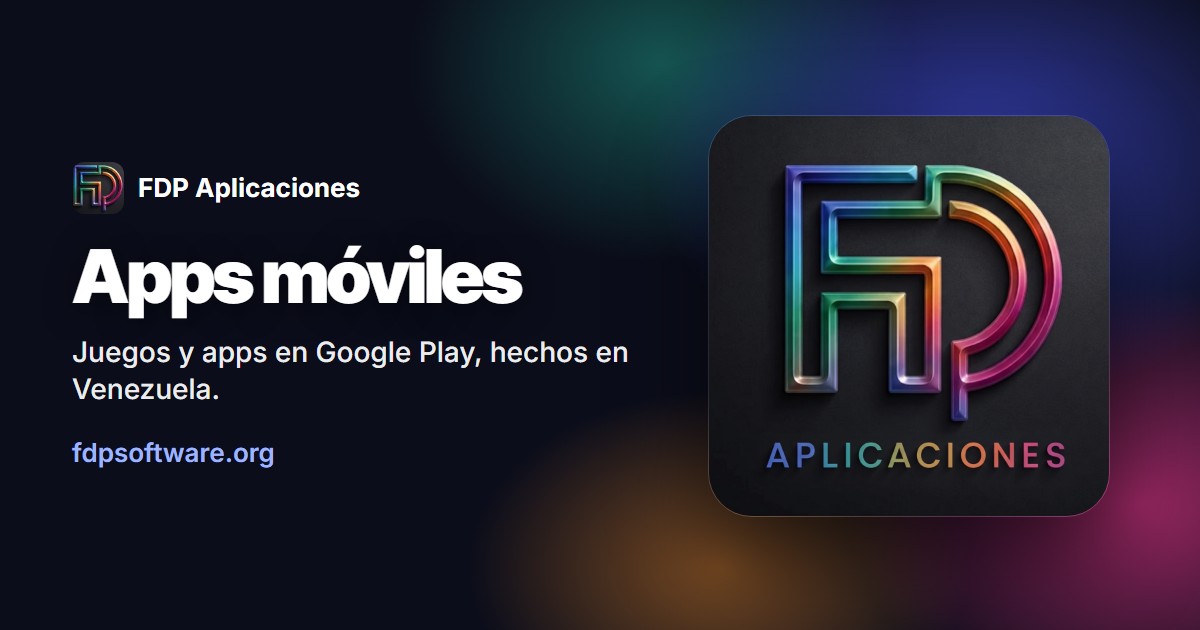 FDP Aplicaciones
Apps móviles
Juegos y apps en Google Play, hechos en
Venezuela.
fdpsoftware.org
FDP
APLICACIONES